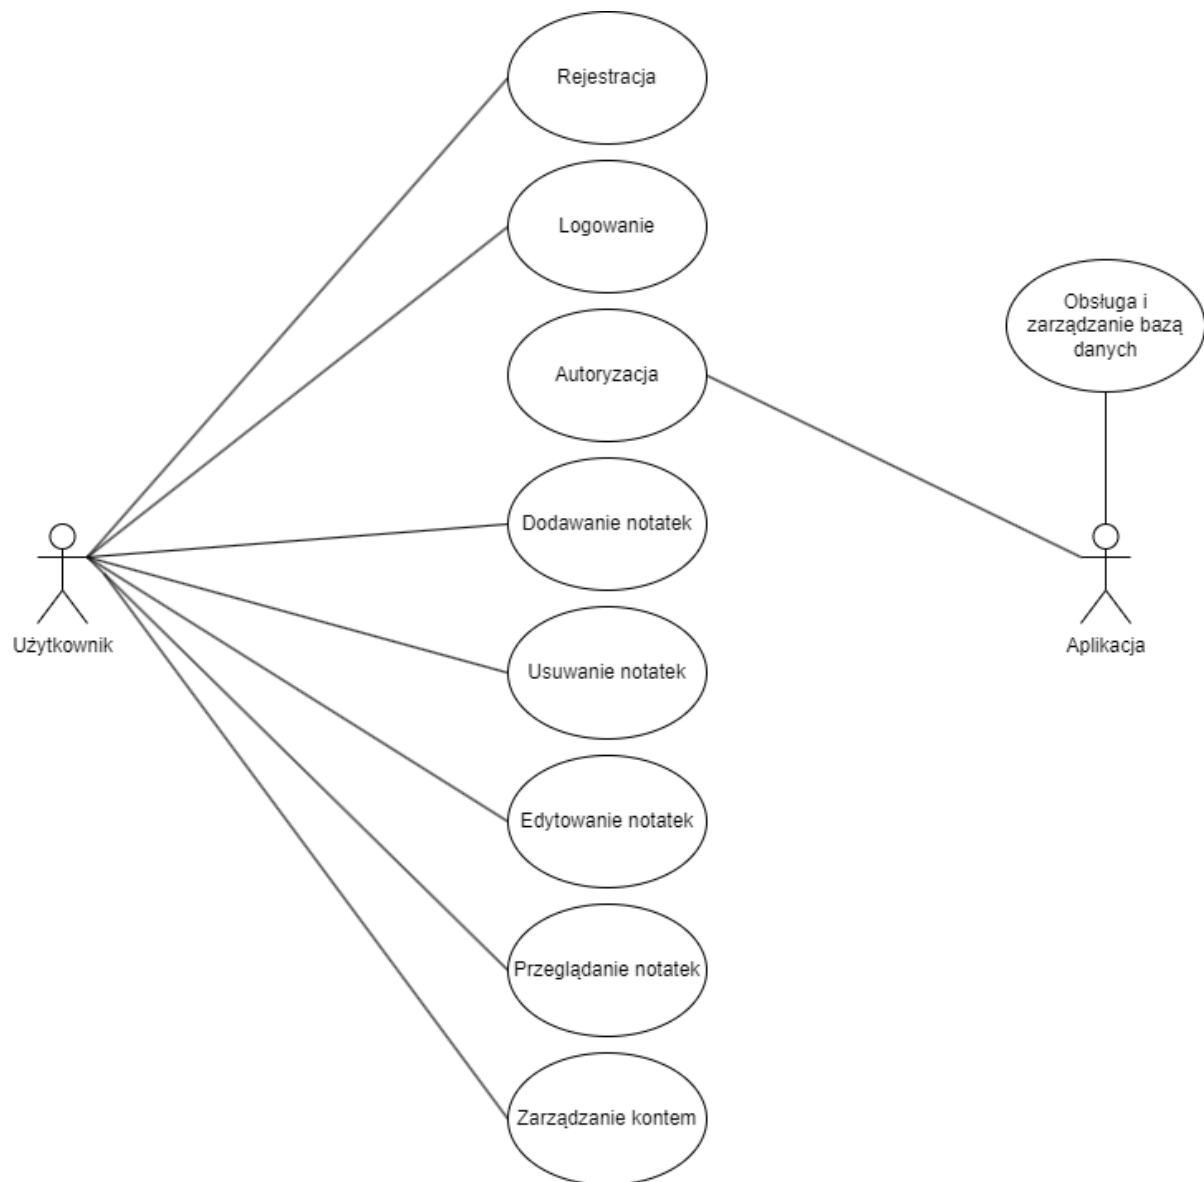 Rejestracja
Logowanie
Obsługa i
zarządzanie bazą
danych
Autoryzacja
Dodawanie notatek
Użytkownik
Aplikacja
Usuwanie notatek
Edytowanie notatek
Przeglądanie notatek
Zarządzanie kontem